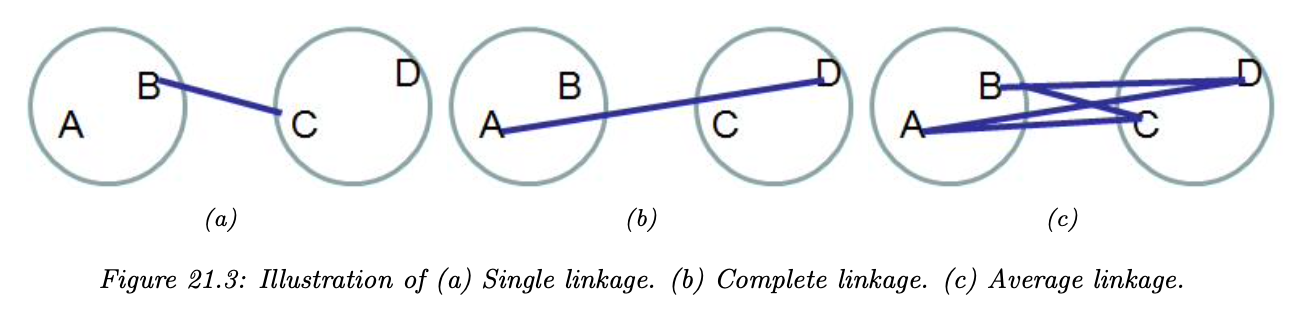 B
A
D
C
B
A
D
C
B
A
D
C
(a)
(b)
(c)
Figure 21.3: Illustration of (a) Single linkage. (b) Complete linkage. (c) Average linkage.